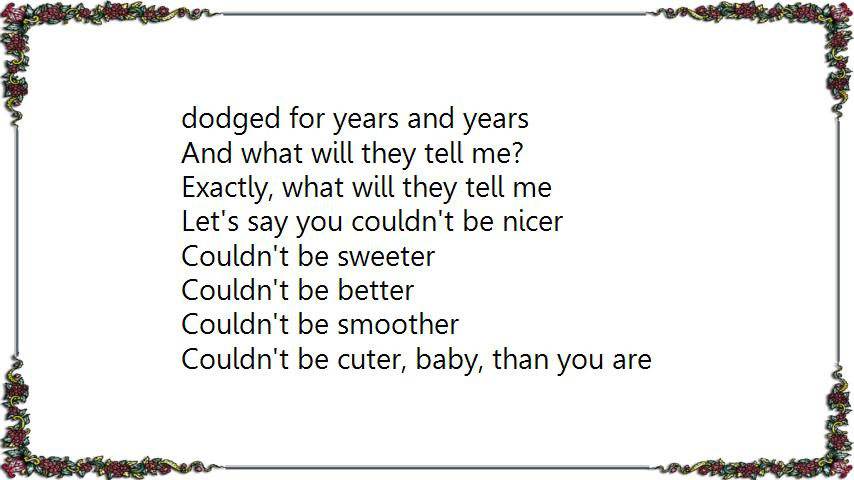 dodged for years and years
And what will they tell me?
Exactly, what will they tell me
Let's say you couldn't be nicer
Couldn't be sweeter
Couldn't be better
Couldn't be smoother
Couldn't be cuter, baby, than you are